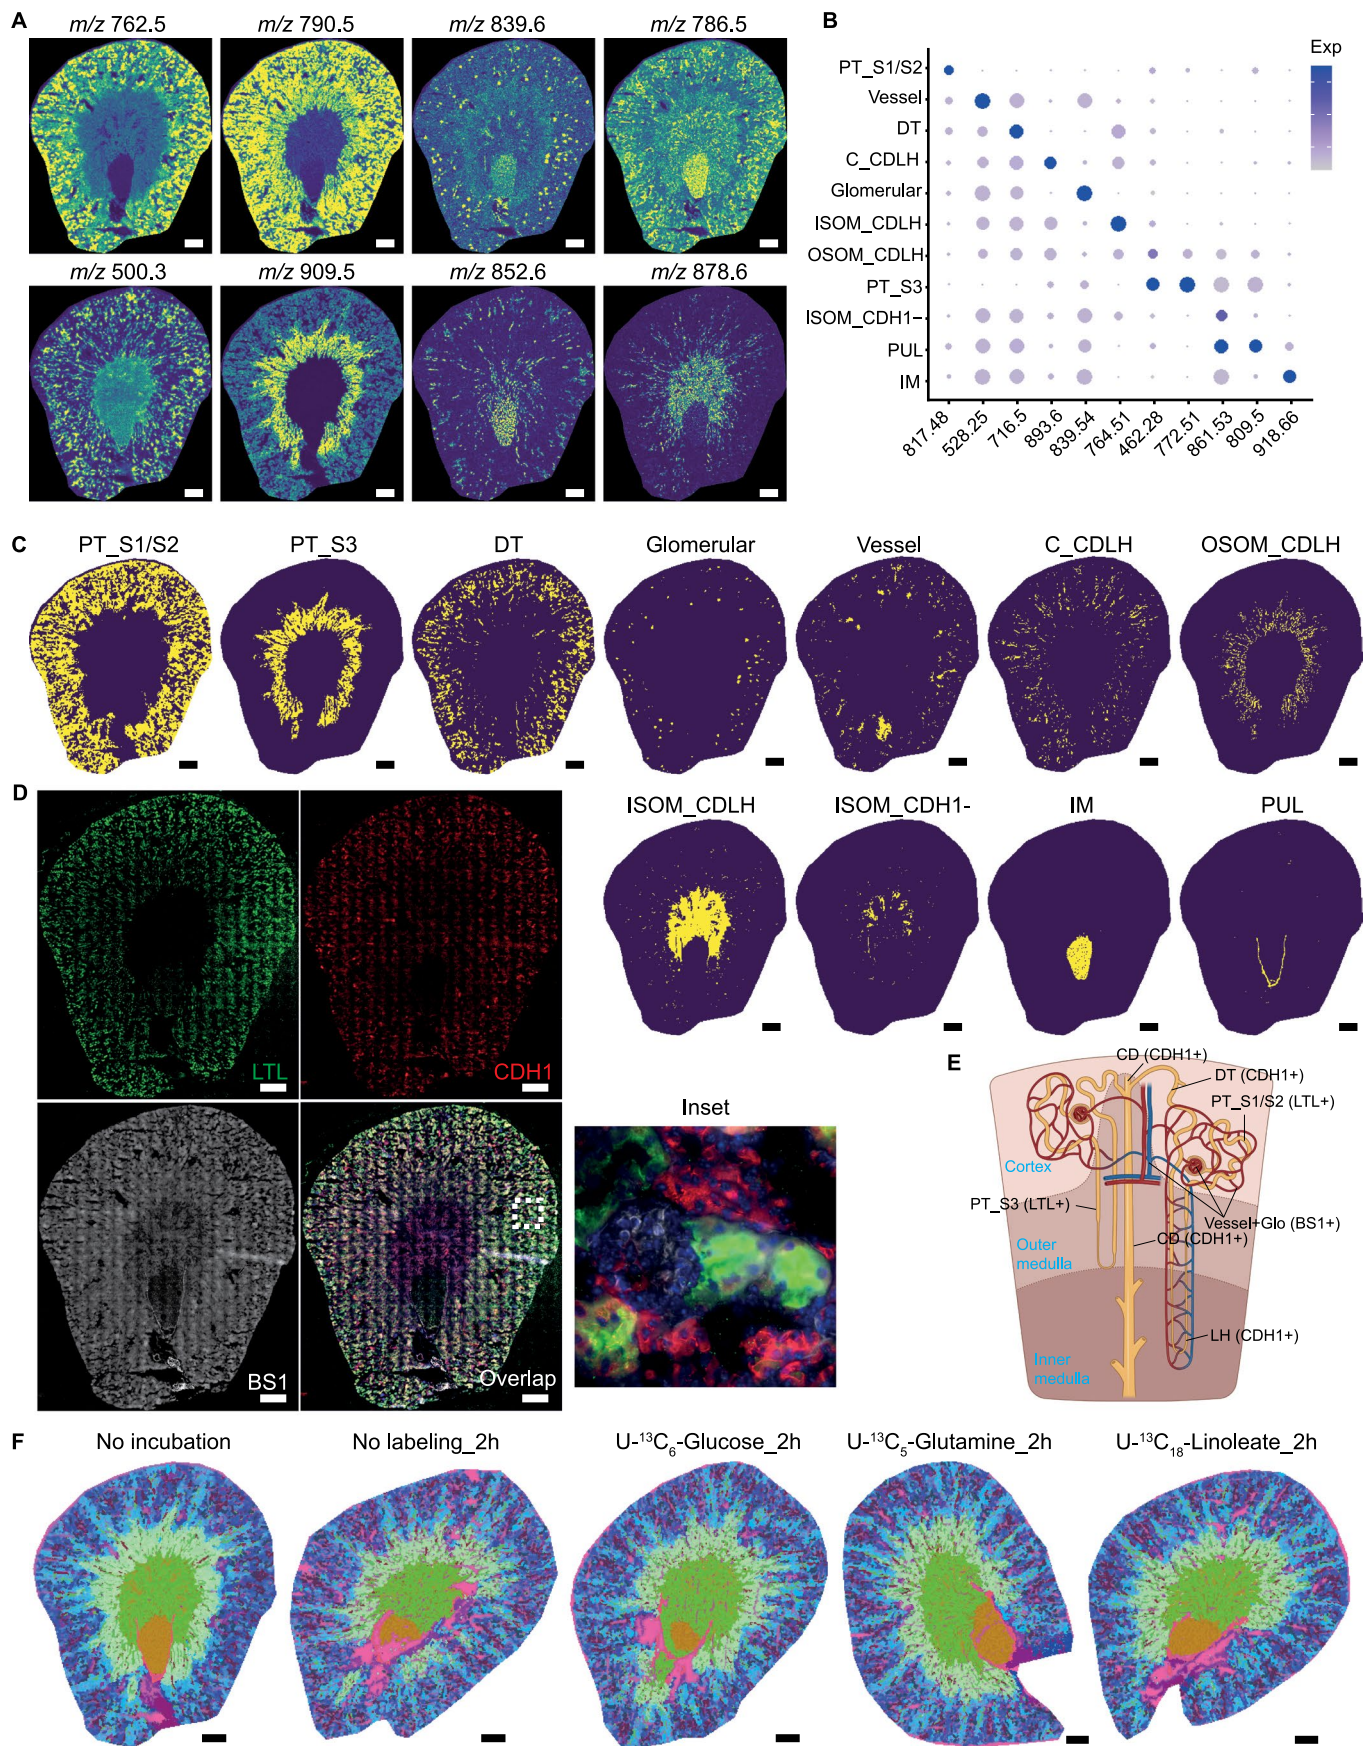 A
m/z 762.5
m/z 790.5
m/z 839.6
m/z 786.5
m/z 500.3
m/z 909.5
m/z 852.6
m/z 878.6
B
Exp
PT_S1/S2
Vessel
DT
C_CDLH
Glomerular
ISOM_CDLH
OSOM_CDLH
PT_S3
ISOM_CDH1−
PUL
IM
817.48
528.25
716.5
893.6
839.54
764.51
462.28
772.51
861.53
809.5
918.66
C
PT_S1/S2
PT_S3
DT
Glomerular
Vessel
C_CDLH
OSOM_CDLH
ISOM_CDLH
ISOM_CDH1-
IM
PUL
D
LTL
CDH1
BS1
Overlap
Inset
E
CD (CDH1+)
DT (CDH1+)
PT_S1/S2 (LTL+)
Cortex
PT_S3 (LTL+)
Vessel+Glo (BS1+)
CD (CDH1+)
Outer
medulla
LH (CDH1+)
Inner
medulla
F
No incubation
No labeling_2h
U-¹³C₆-Glucose_2h
U-¹³C₅-Glutamine_2h
U-¹³C₁₈-Linoleate_2h